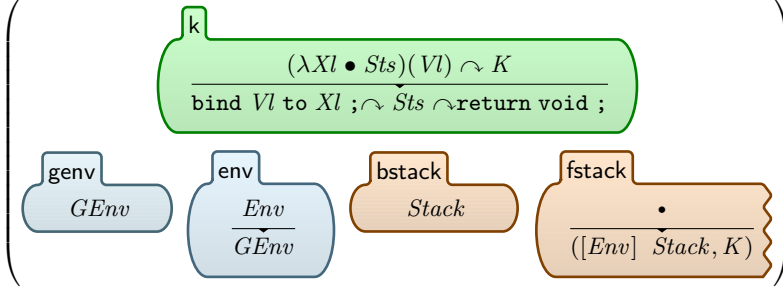 k
(λXl • Sts)(Vl) ↷ K
bind Vl to Xl ;↷ Sts ↷return void ;
genv env bstack fstack
GEnv Env Stack •
GEnv ([Env] Stack, K)